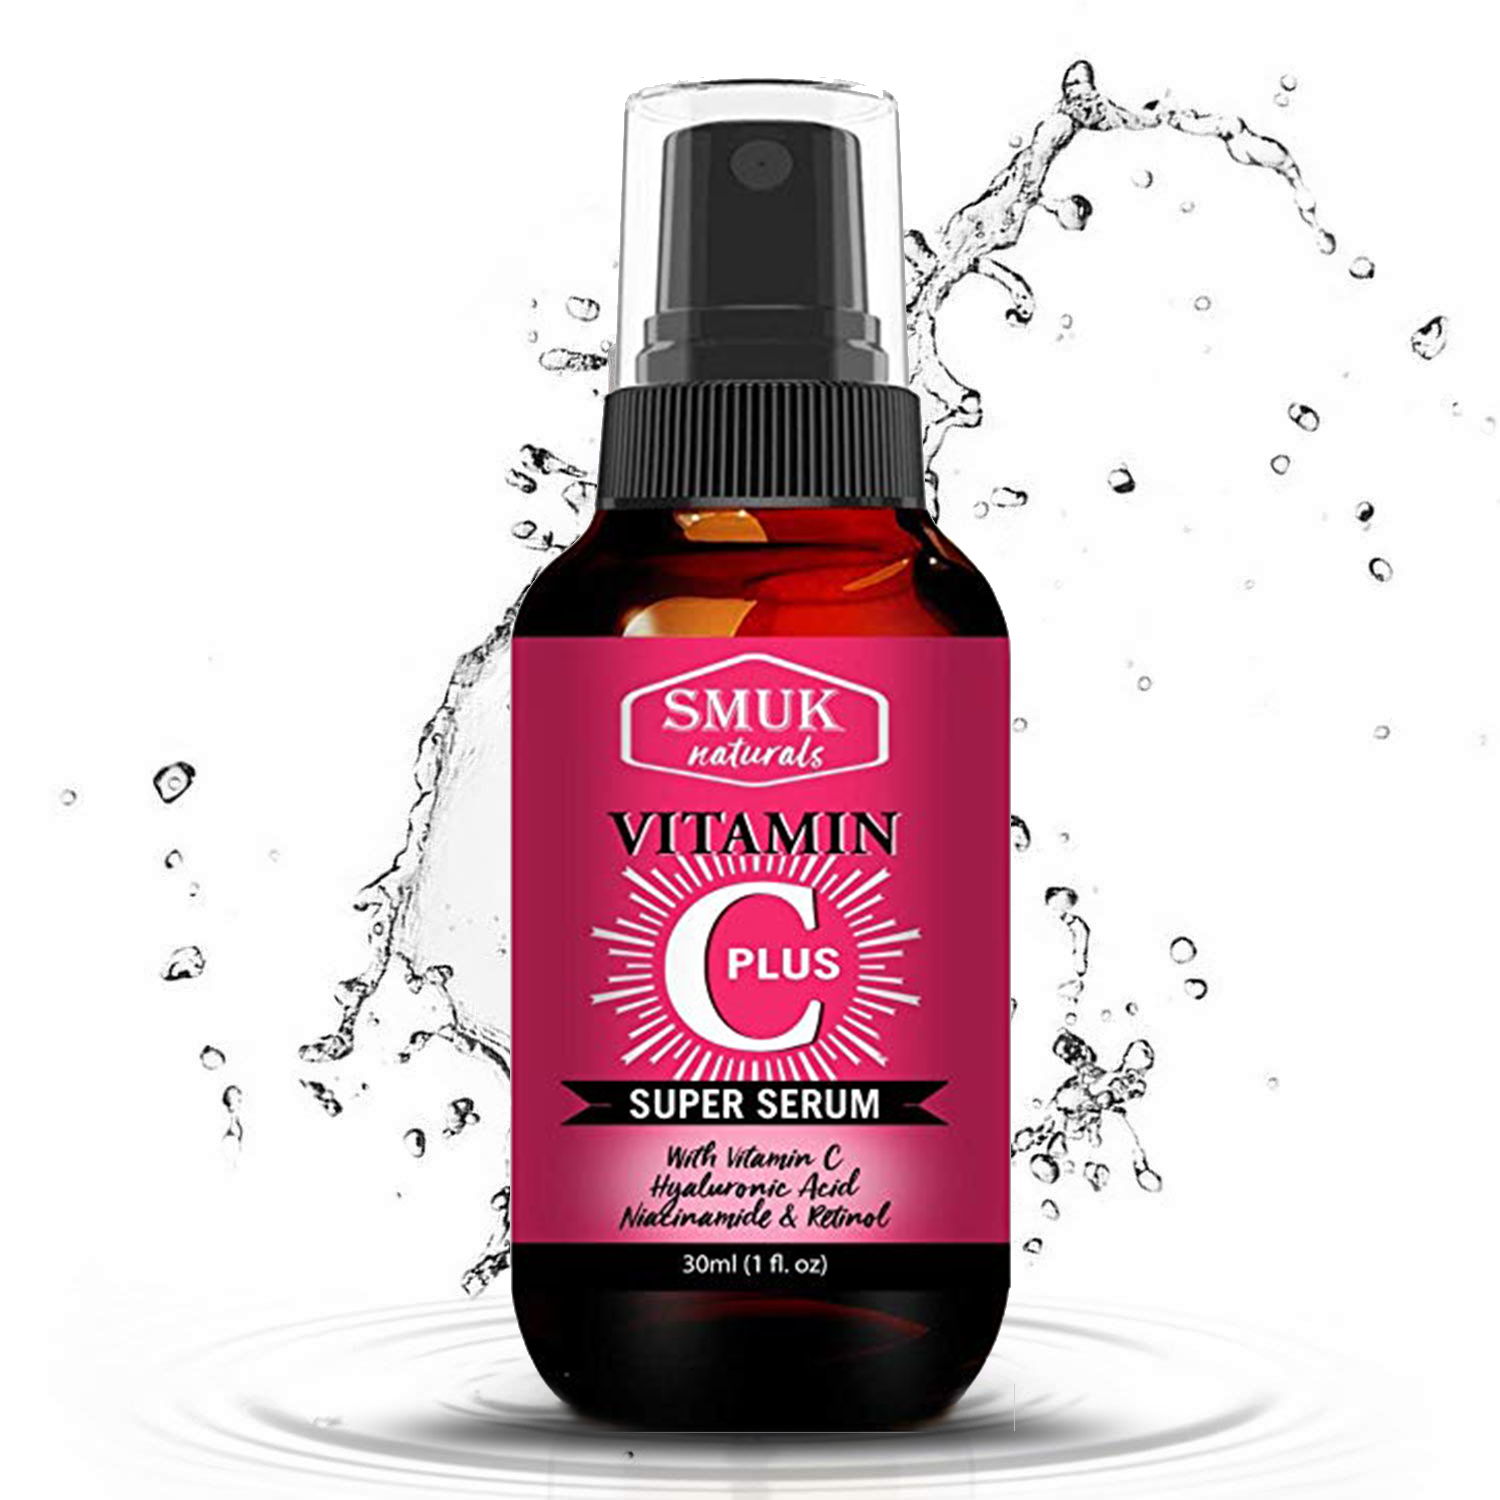 SMUK
naturals
VITAMIN
C PLUS
SUPER SERUM
With Vitamin C
Hyaluronic Acid
Niacinamide & Retinol
30ml (1 fl. oz)